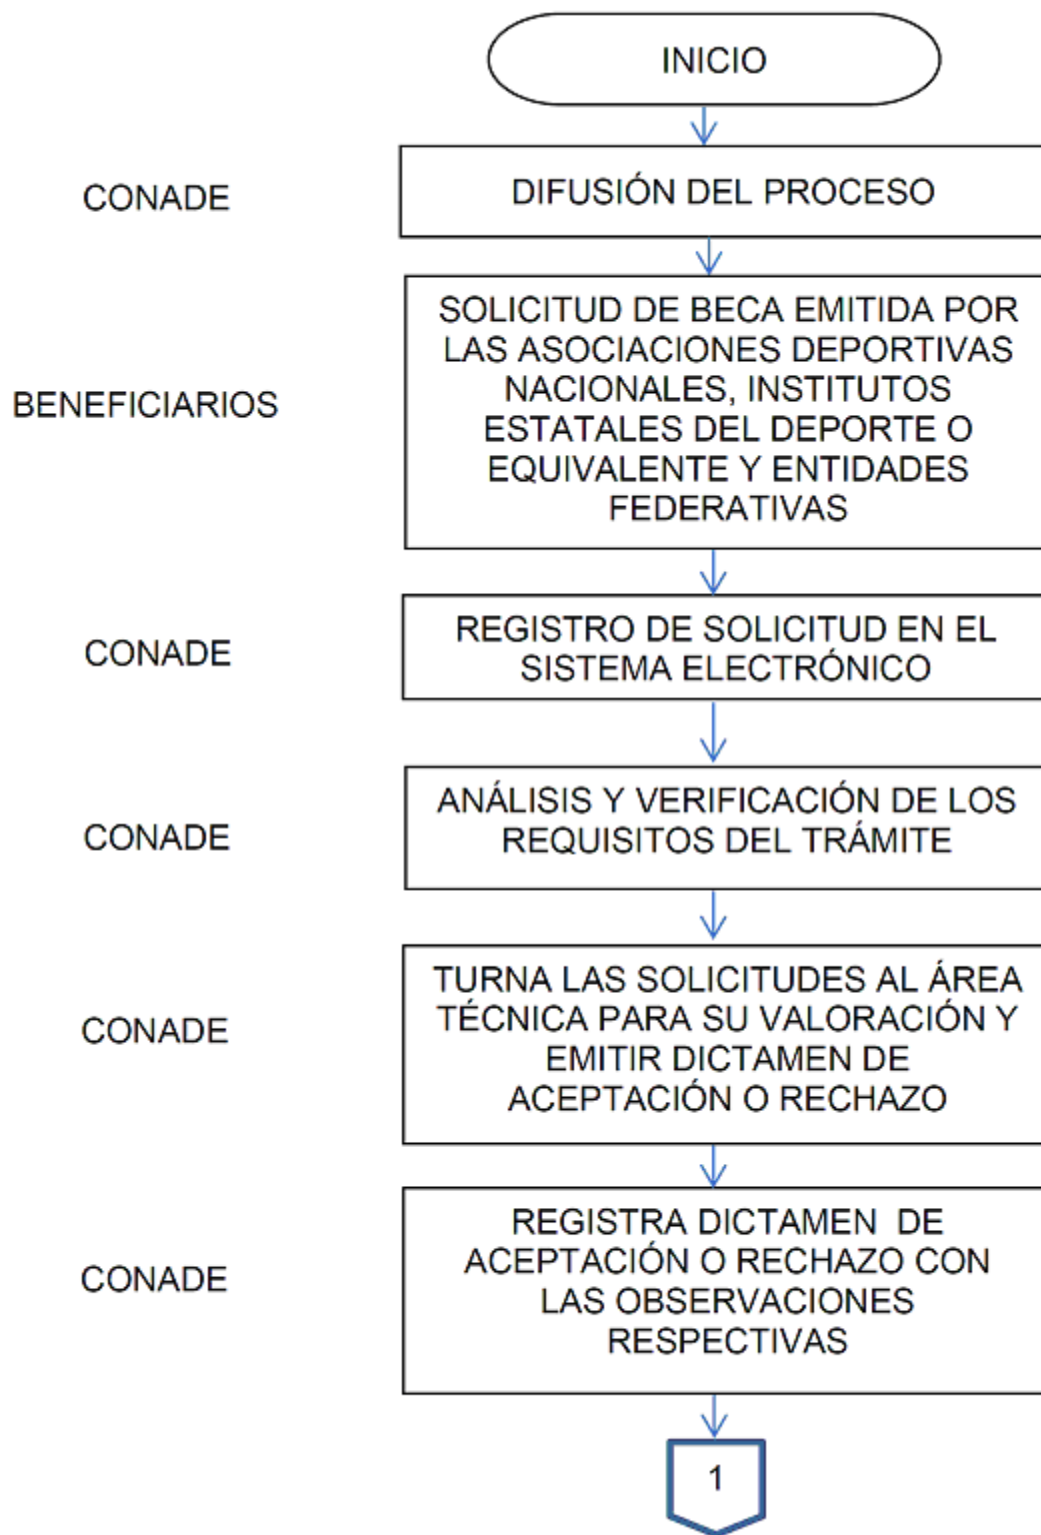 INICIO
CONADE
DIFUSIÓN DEL PROCESO
BENEFICIARIOS
SOLICITUD DE BECA EMITIDA POR
LAS ASOCIACIONES DEPORTIVAS
NACIONALES, INSTITUTOS
ESTATALES DEL DEPORTE O
EQUIVALENTE Y ENTIDADES
FEDERATIVAS
CONADE
REGISTRO DE SOLICITUD EN EL
SISTEMA ELECTRÓNICO
CONADE
ANÁLISIS Y VERIFICACIÓN DE LOS
REQUISITOS DEL TRÁMITE
CONADE
TURNA LAS SOLICITUDES AL ÁREA
TÉCNICA PARA SU VALORACIÓN Y
EMITIR DICTAMEN DE
ACEPTACIÓN O RECHAZO
CONADE
REGISTRA DICTAMEN DE
ACEPTACIÓN O RECHAZO CON
LAS OBSERVACIONES
RESPECTIVAS
1